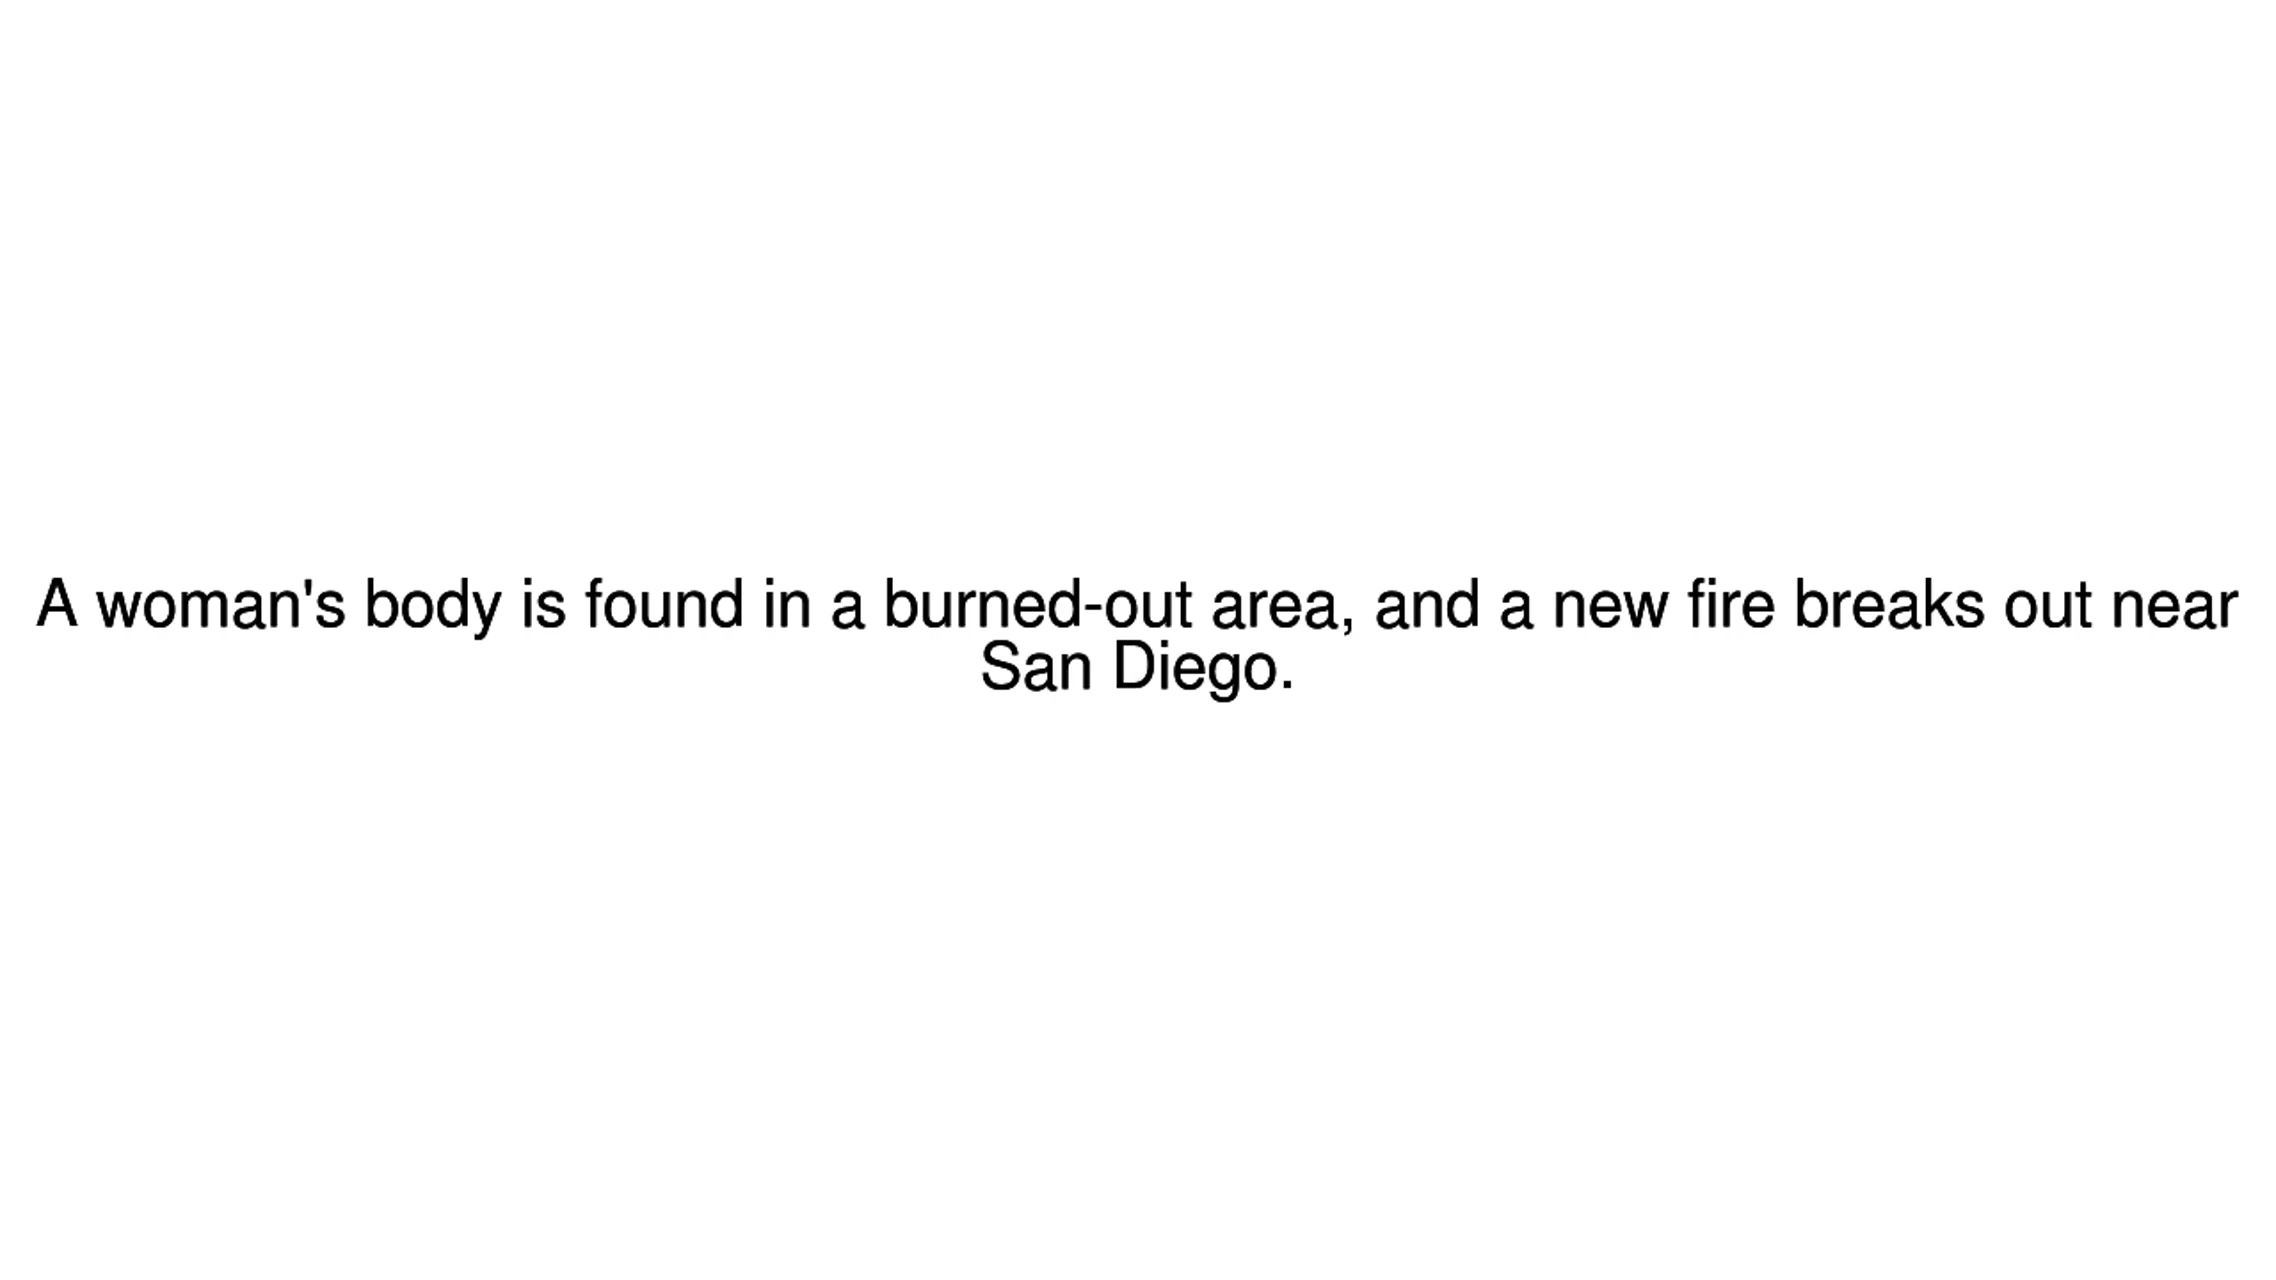 A woman's body is found in a burned-out area, and a new fire breaks out near
San Diego.